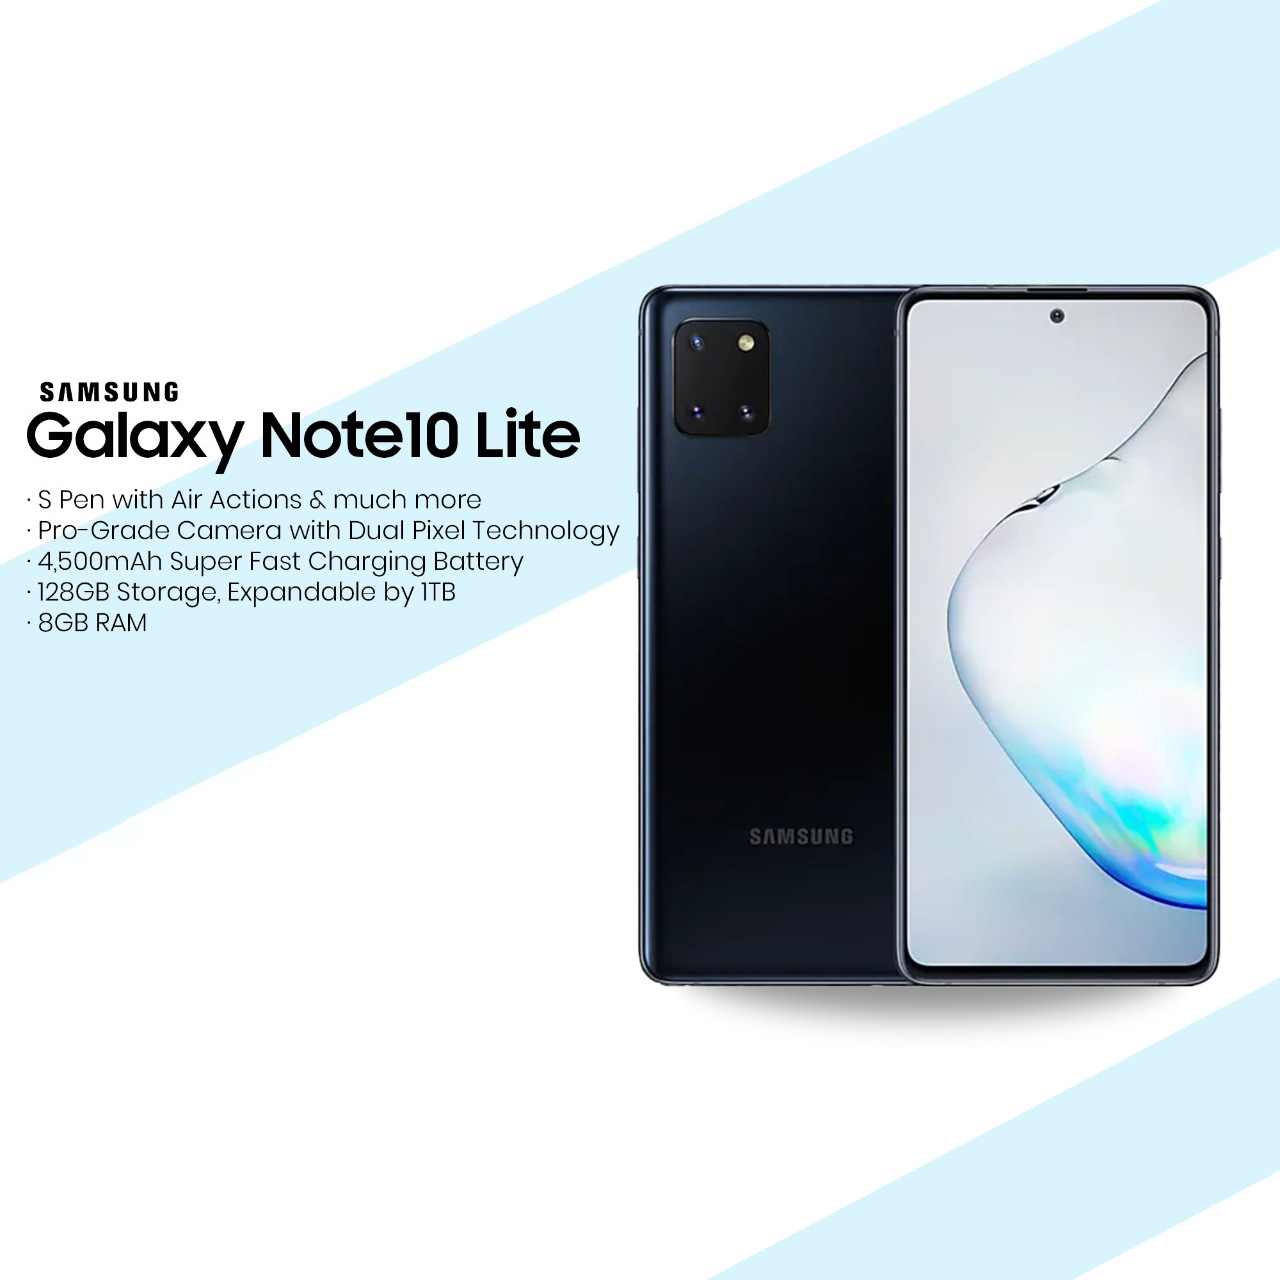 SAMSUNG
Galaxy Note10 Lite
· S Pen with Air Actions & much more
· Pro-Grade Camera with Dual Pixel Technology
· 4,500mAh Super Fast Charging Battery
· 128GB Storage, Expandable by 1TB
· 8GB RAM
SAMSUNG